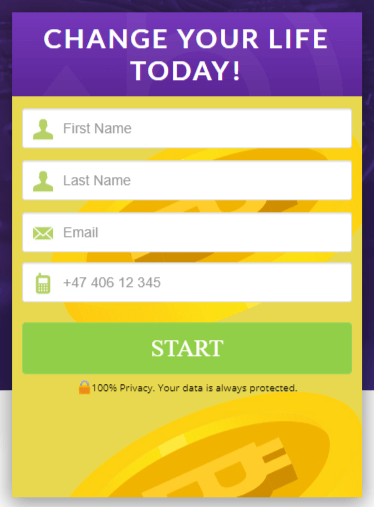 CHANGE YOUR LIFE
TODAY!
First Name
Last Name
Email
+47 406 12 345
START
100% Privacy. Your data is always protected.